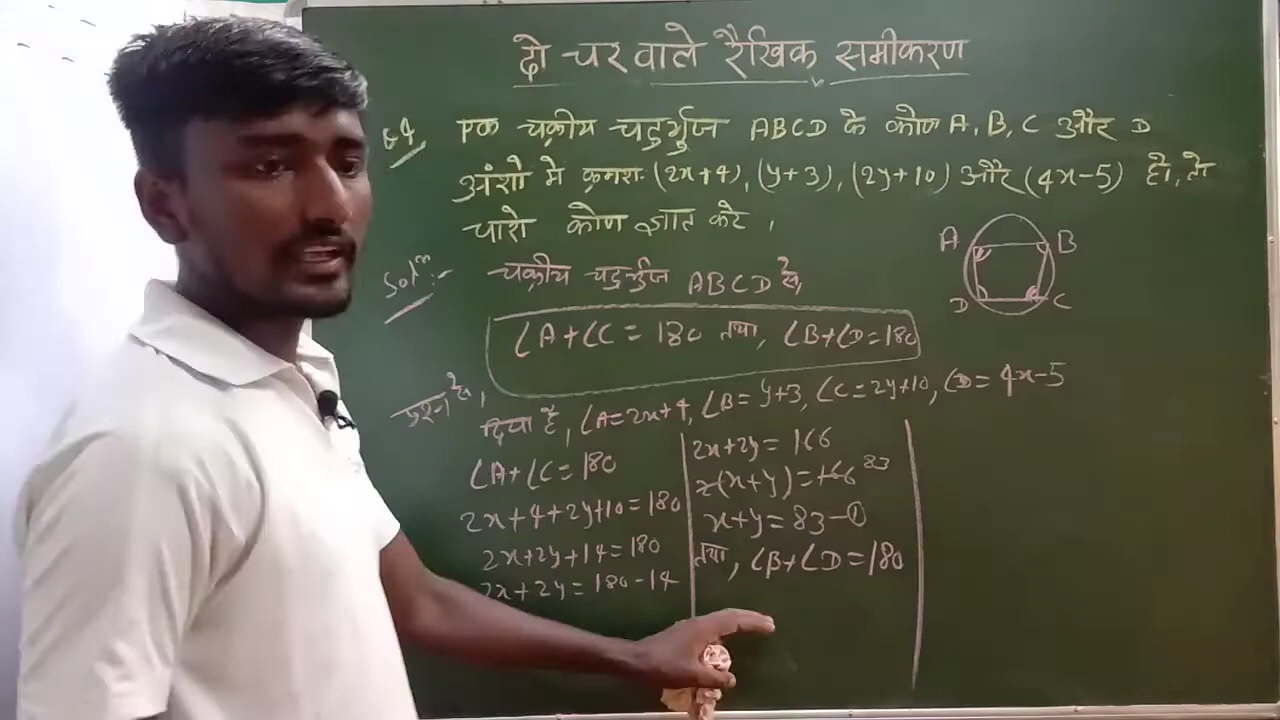 दो चर वाले रैखिक समीकरण
Q4. एक चक्रीय चतुर्भुज ABCD के कोण A, B, C और D
अंशो मे क्रमशः (2x+4), (y+3), (2y+10) और (4x-5) हो, तो
चारो कोण ज्ञात करे ।
Solⁿ:- चक्रीय चतुर्भुज ABCD से,
A B
D C
∠A+∠C = 180 तथा, ∠B+∠D=180
प्रश्न से,
दिया है, ∠A=2x+4, ∠B=y+3, ∠C=2y+10, ∠D=4x-5
∠A+∠C=180
2x+4+2y+10=180
2x+2y+14=180
2x+2y=180-14
2x+2y=166
2(x+y)=166 83
x+y=83-①
तथा, ∠B+∠D=180